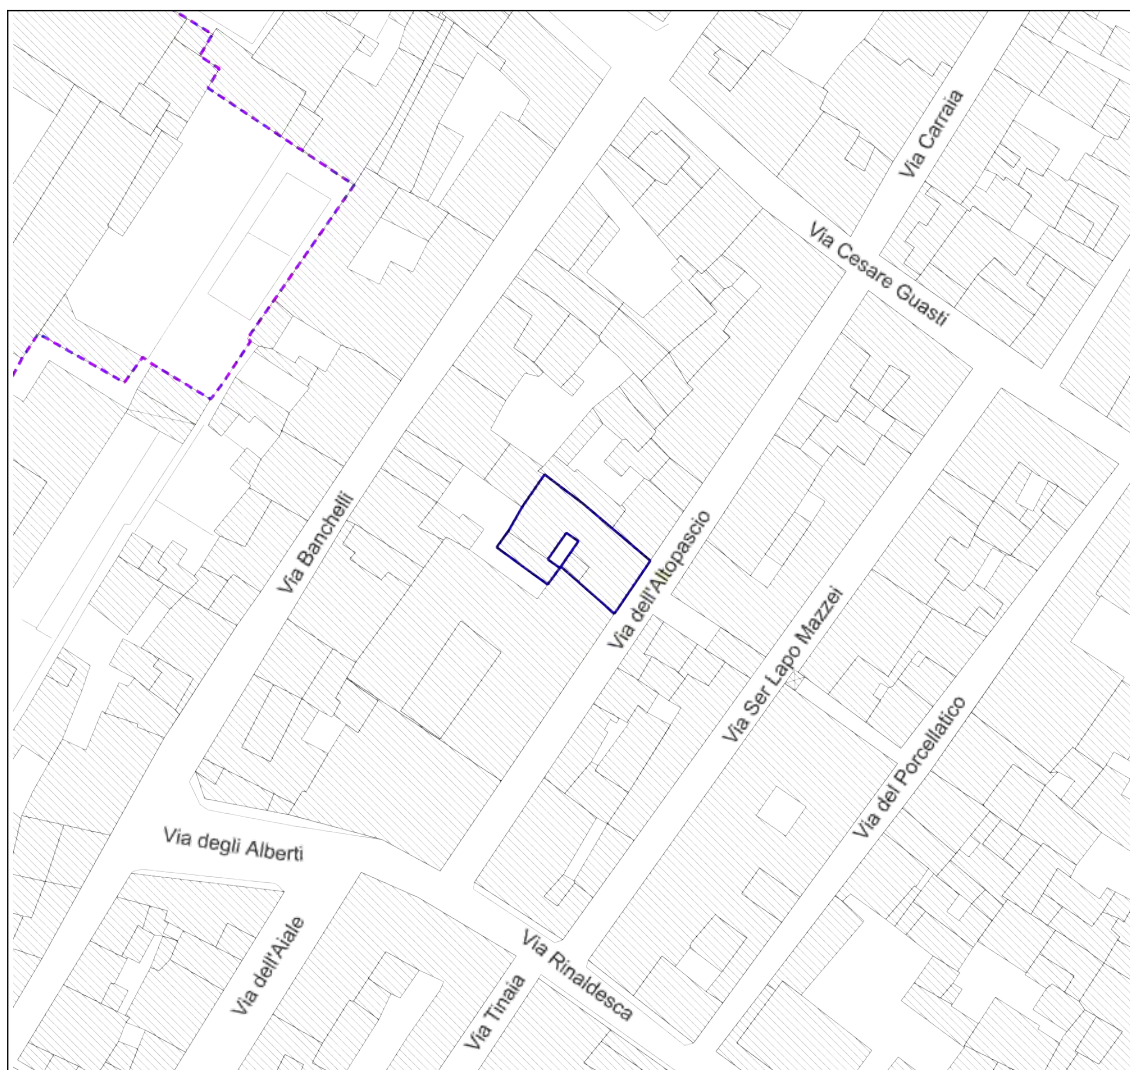 Via Carraia
Via Cesare Guasti
Via Banchelli
Via dell'Altopascio
Via Ser Lapo Mazzei
Via del Porcellatico
Via degli Alberti
Via dell'Aiale
Via Rinaldesca
Via Tinaia